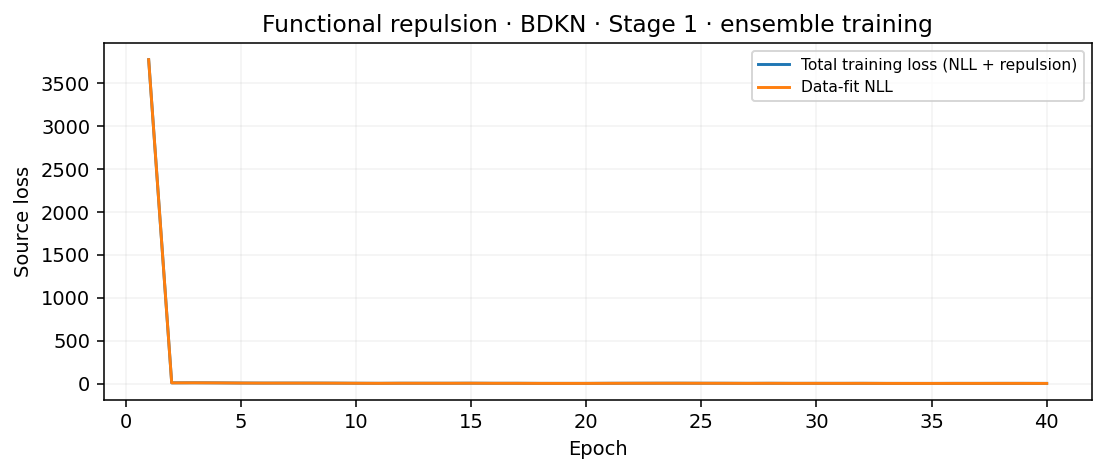 Functional repulsion · BDKN · Stage 1 · ensemble training
Total training loss (NLL + repulsion)
Data-fit NLL
Source loss
3500
3000
2500
2000
1500
1000
500
0
0 5 10 15 20 25 30 35 40
Epoch